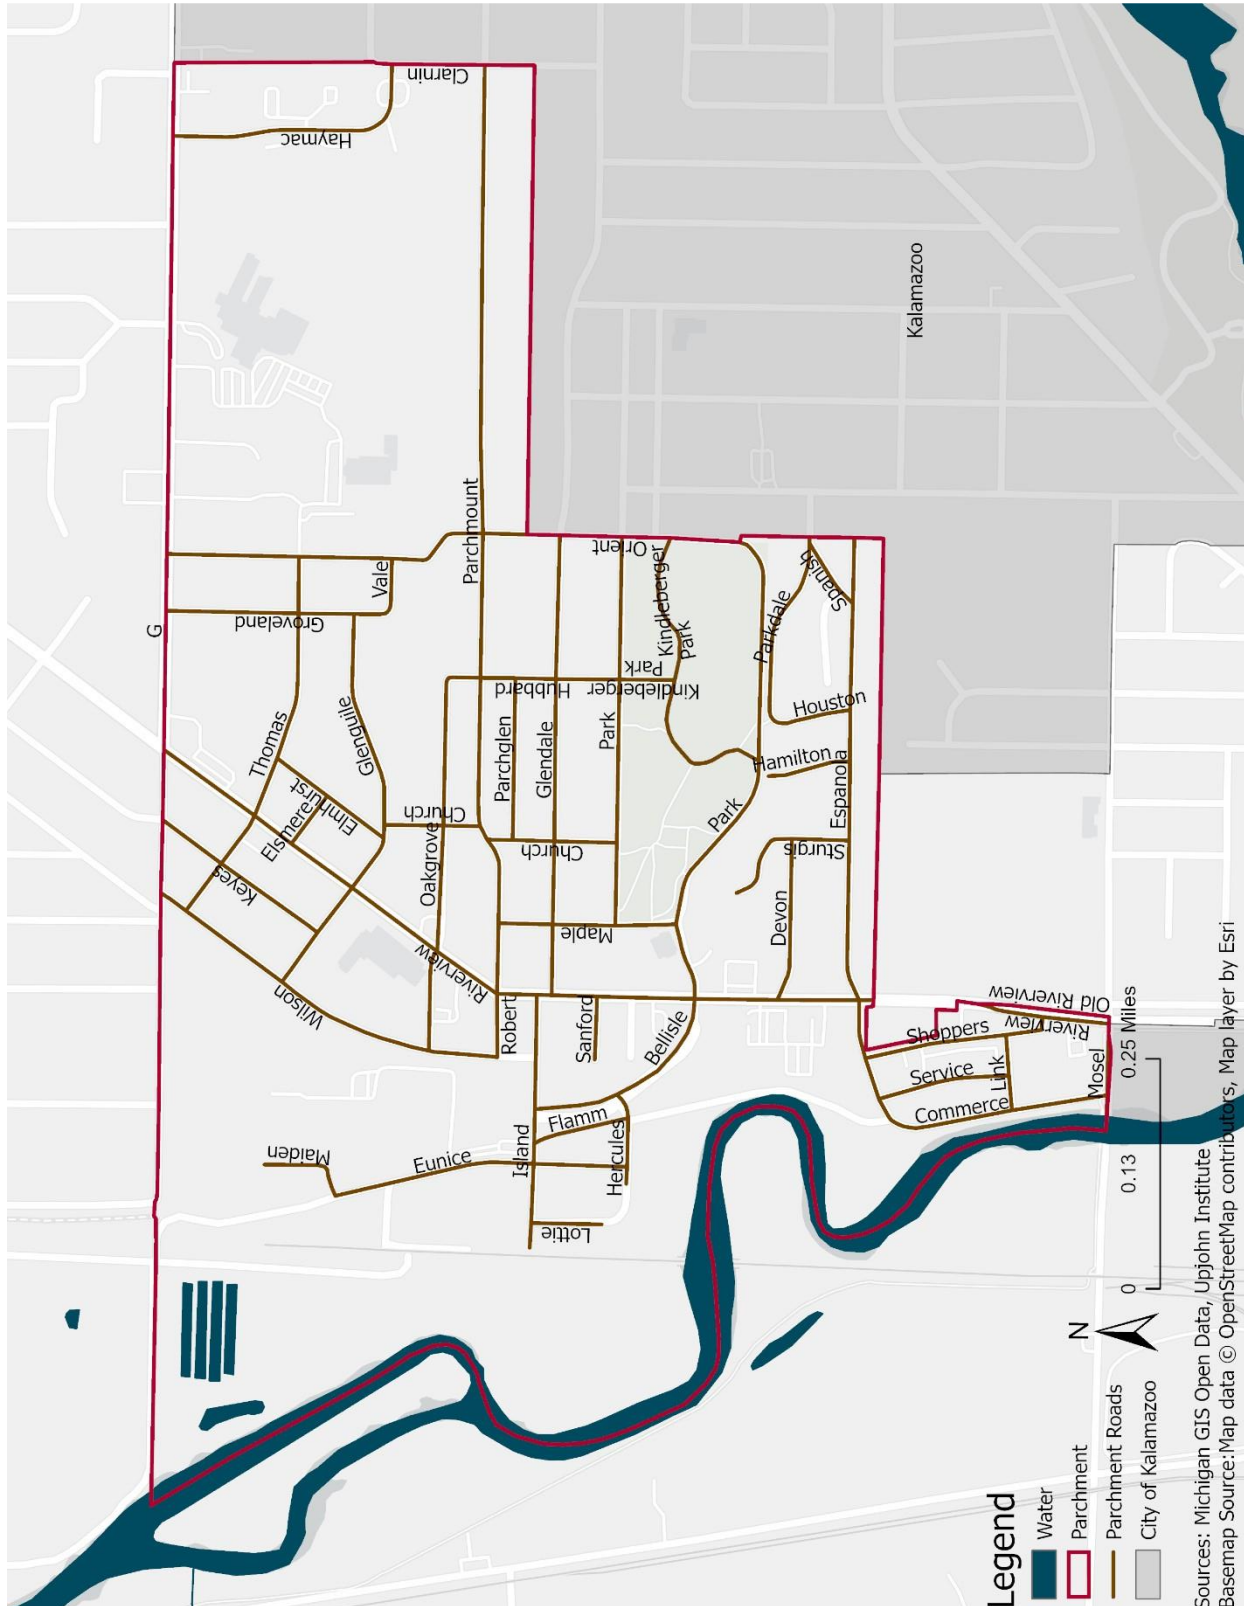 G
Clarnin
Haymac
Groveland
Vale
Parchmount
Thomas
Glenguile
Elmhurst
Elsmere
Keyes
Church
Oakgrove
Parchglen
Glendale
Hubbard
Orient
Kindleberger
Park
Kindleberger
Park
Park
Church
Maple
Riverview
Wilson
Robert
Sanford
Bellisle
Park
Parkdale
Spanish
Houston
Hamilton
Espanola
Sturgis
Devon
Maiden
Eunice
Island
Flamm
Hercules
Lottie
Shoppers
Service
Link
Commerce
Riverview
Old Riverview
Mosel
Kalamazoo
N
0 0.13 0.25 Miles
Legend
Water
Parchment
Parchment Roads
City of Kalamazoo
Sources: Michigan GIS Open Data, Upjohn Institute
Basemap Source:Map data © OpenStreetMap contributors, Map layer by Esri